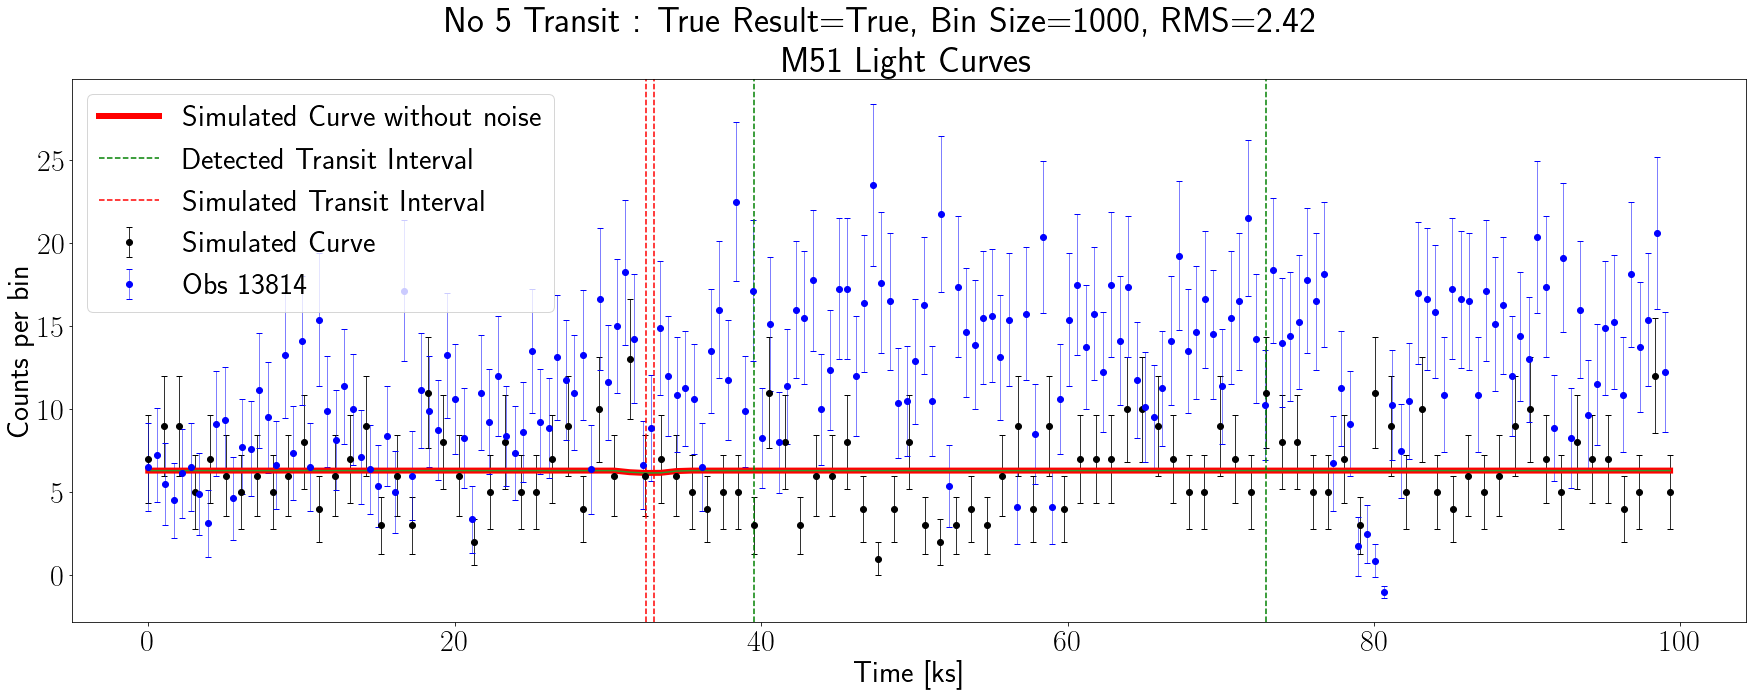 No 5 Transit : True Result=True, Bin Size=1000, RMS=2.42
M51 Light Curves
Simulated Curve without noise
Detected Transit Interval
Simulated Transit Interval
Simulated Curve
Obs 13814
Counts per bin
25
20
15
10
5
0
0 20 40 60 80 100
Time [ks]